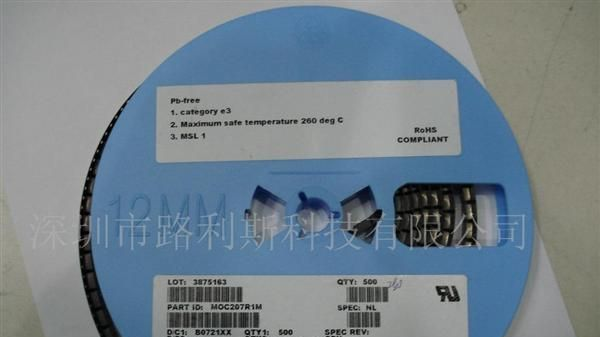 Pb-free
1. category e3
2. Maximum safe temperature 260 deg C
3. MSL 1
RoHS
COMPLIANT
12MM
深圳市路利斯科技有限公司
LOT: 3875163
QTY: 500
PART ID: MOC207R1M
SPEC: NL
D/C1: B0721XX QTY1: 500 SPEC REV: